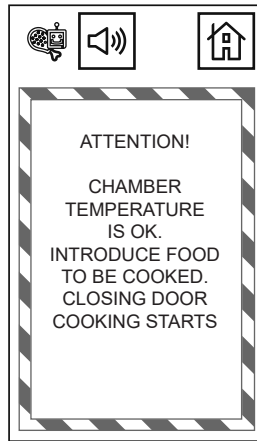 ATTENTION!
CHAMBER
TEMPERATURE
IS OK.
INTRODUCE FOOD
TO BE COOKED.
CLOSING DOOR
COOKING STARTS